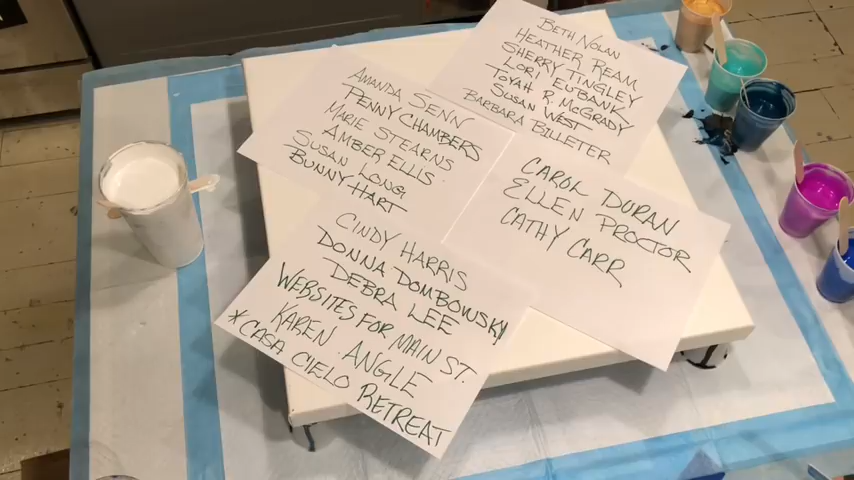 BETH NOLAN
HEATHER REAM
SHERRY TINGLEY
LORI EUBANK
TOYAH R. MCGRADY
SUSAN WEST
BARBARA BILLETER
AMANDA SENN
PENNY CHAMBERS
MARIE STEARNS
AMBER ELLIS
SUSAN LONG
BUNNY HART
CAROL DURAN
ELLEN PROCTOR
CATHY CARR
CINDY HARRIS
DONNA DOMBOWSKY
DEBRA LEE
WEBSITES FOR MAIN ST.
KAREN ANGLE
* CASA CIELO RETREAT